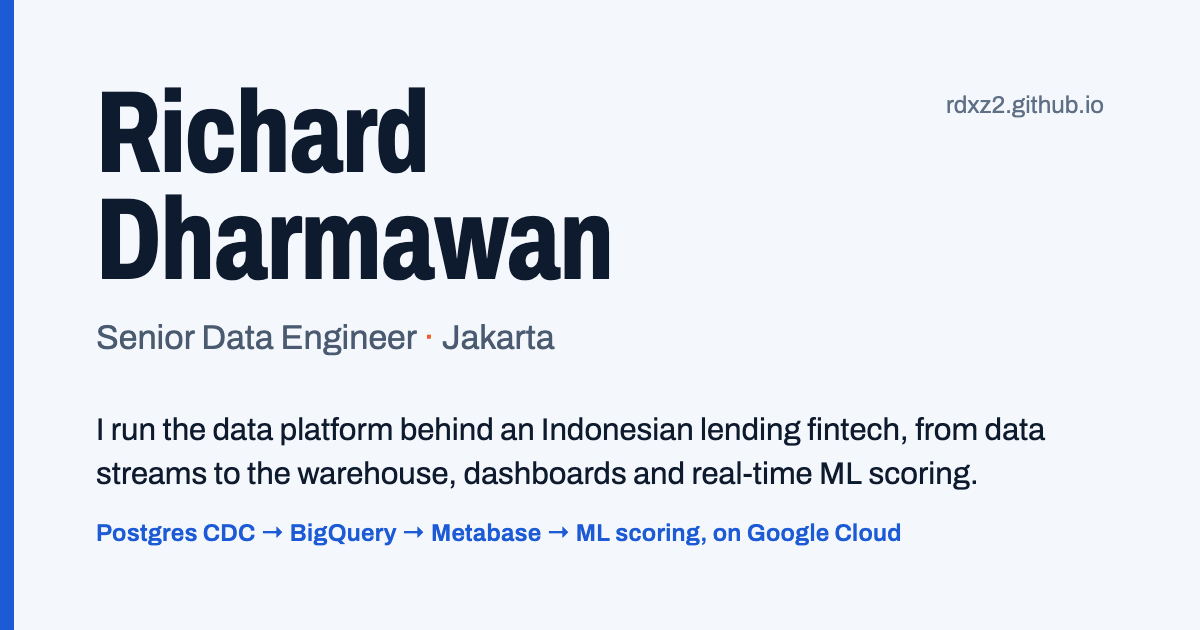 Richard
Dharmawan
rdxz2.github.io
Senior Data Engineer · Jakarta
I run the data platform behind an Indonesian lending fintech, from data
streams to the warehouse, dashboards and real-time ML scoring.
Postgres CDC → BigQuery → Metabase → ML scoring, on Google Cloud